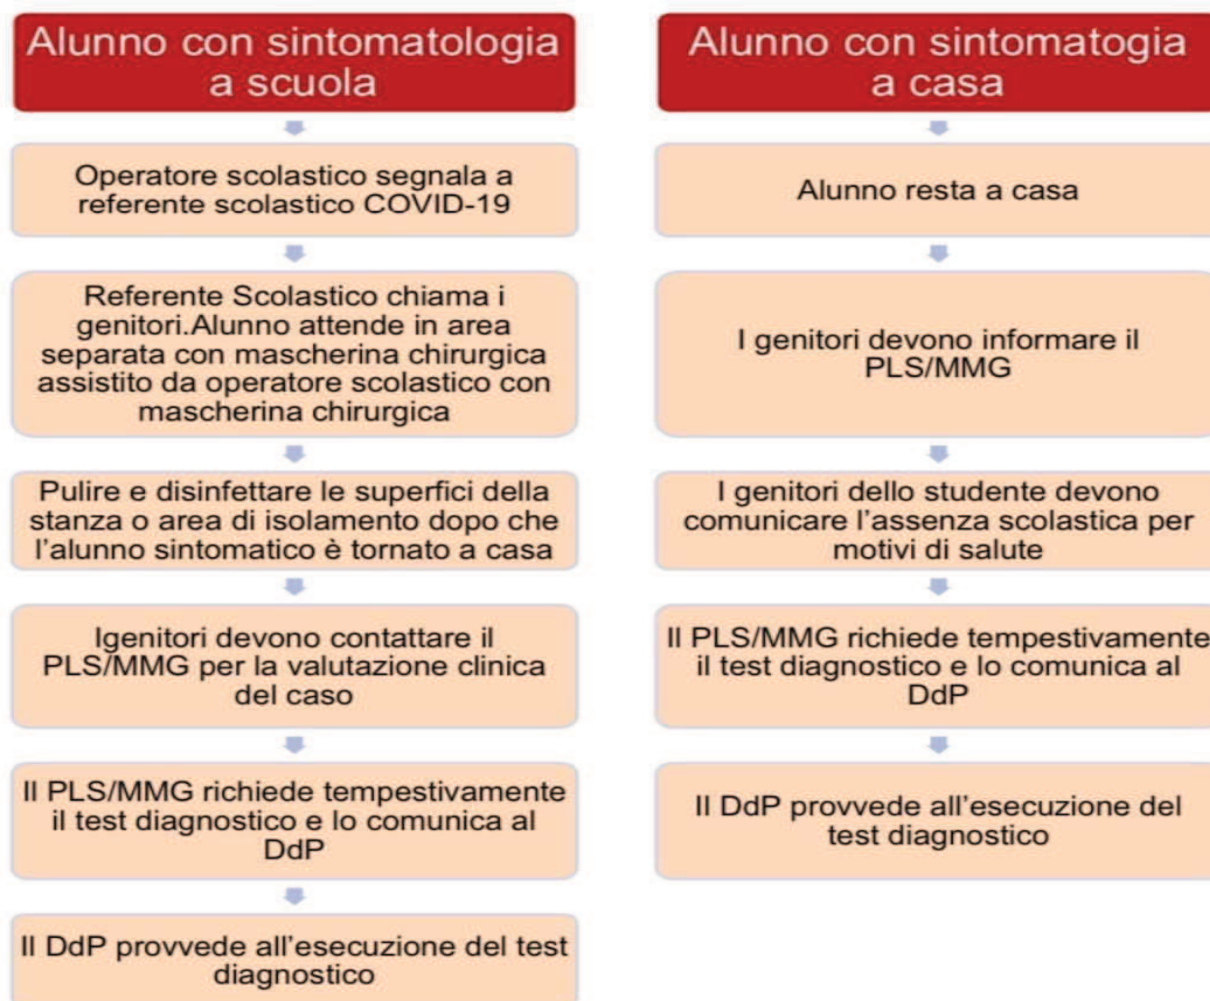 Alunno con sintomatologia
a scuola
Operatore scolastico segnala a
referente scolastico COVID-19
Referente Scolastico chiama i
genitori.Alunno attende in area
separata con mascherina chirurgica
assistito da operatore scolastico con
mascherina chirurgica
Pulire e disinfettare le superfici della
stanza o area di isolamento dopo che
l'alunno sintomatico è tornato a casa
Igenitori devono contattare il
PLS/MMG per la valutazione clinica
del caso
Il PLS/MMG richiede tempestivamente
il test diagnostico e lo comunica al
DdP
Il DdP provvede all'esecuzione del test
diagnostico
Alunno con sintomatogia
a casa
Alunno resta a casa
I genitori devono informare il
PLS/MMG
I genitori dello studente devono
comunicare l'assenza scolastica per
motivi di salute
Il PLS/MMG richiede tempestivamente
il test diagnostico e lo comunica al
DdP
Il DdP provvede all'esecuzione del
test diagnostico